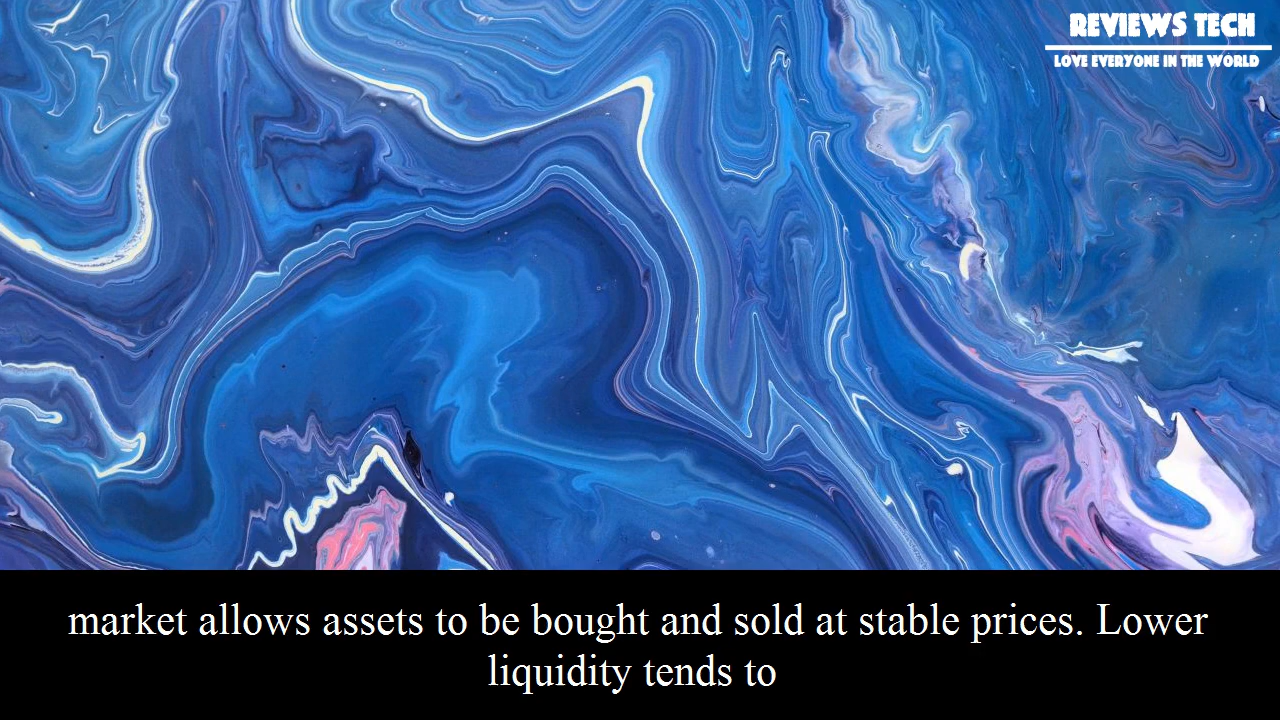 REVIEWS TECH
LOVE EVERYONE IN THE WORLD
market allows assets to be bought and sold at stable prices. Lower
liquidity tends to